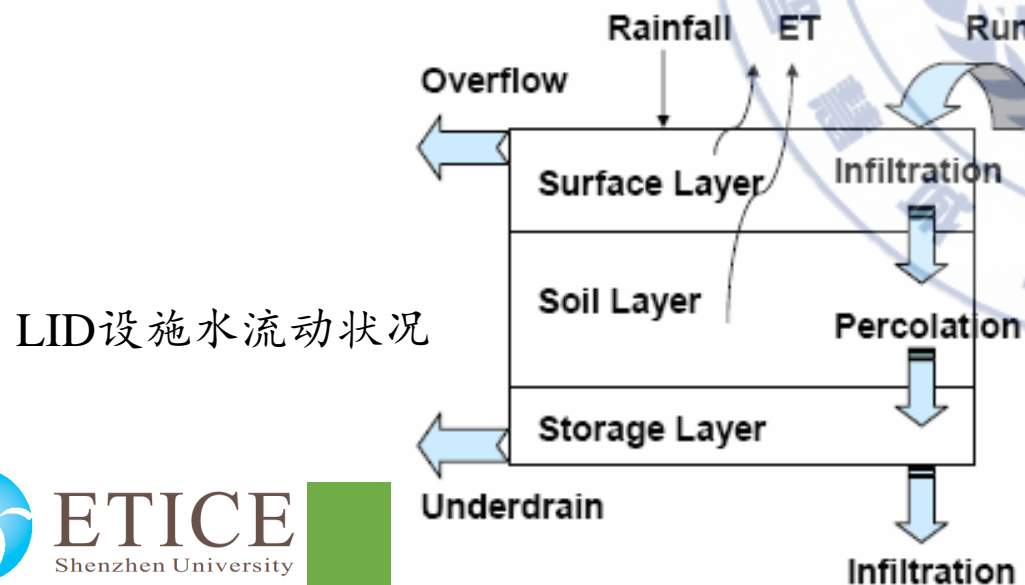 Rainfall ET Run
Overflow
Surface Layer
Infiltration
Soil Layer
Percolation
LID设施水流动状况
Storage Layer
Underdrain
Infiltration
ETICE
Shenzhen University